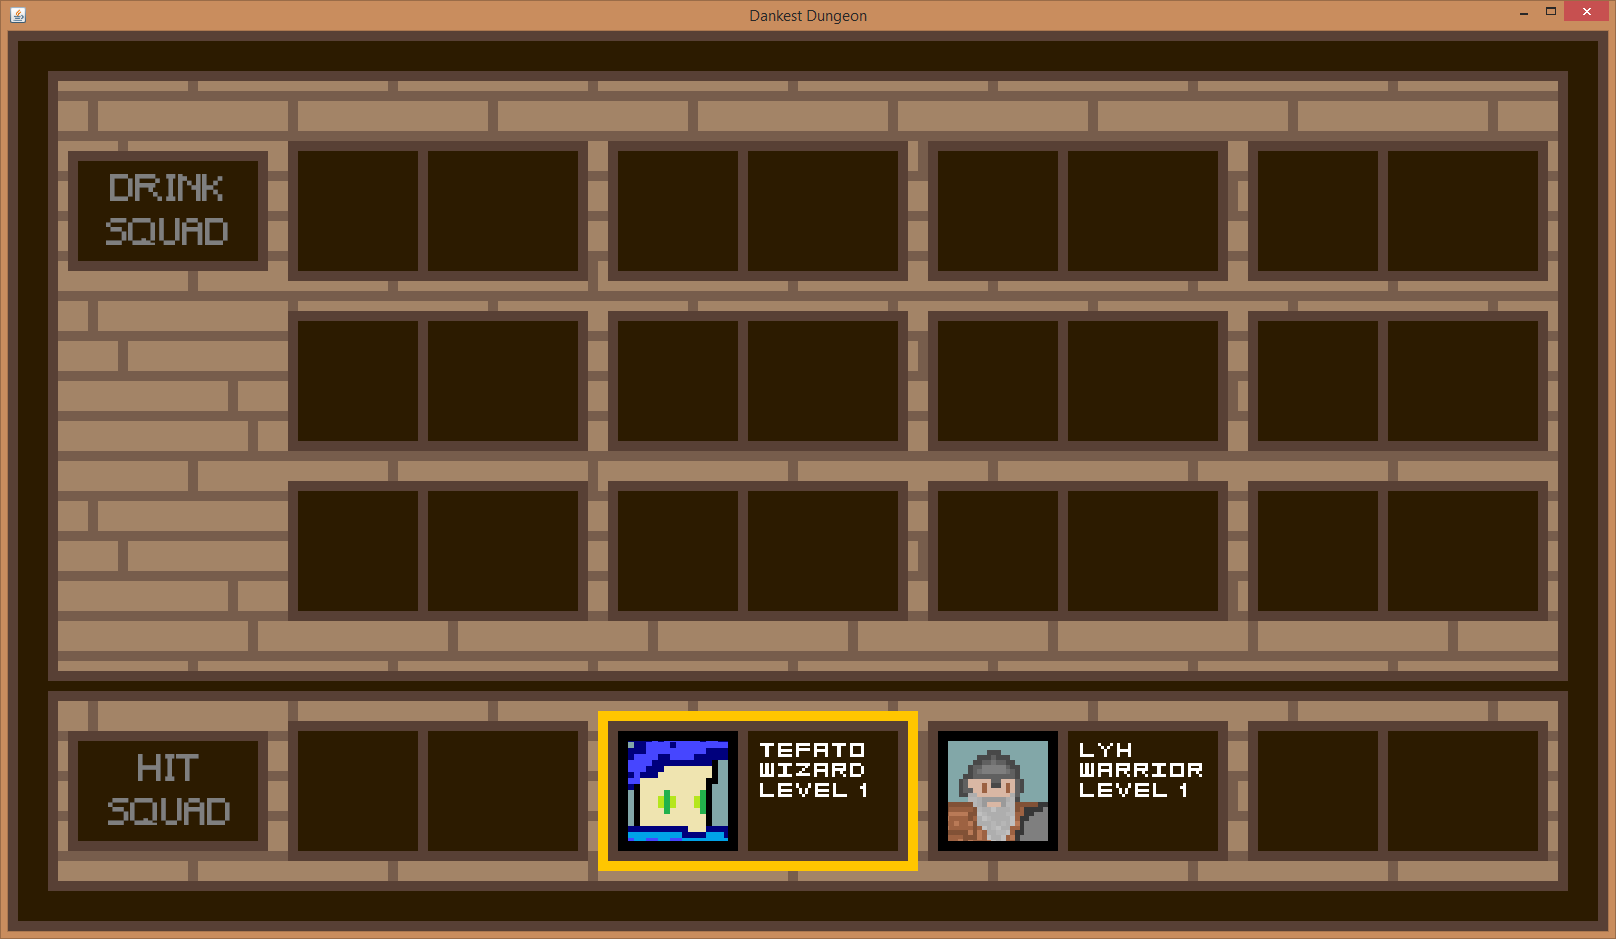 Dankest Dungeon
DRINK
SQUAD
HIT
SQUAD
TEFATO
WIZARD
LEVEL 1
LYH
WARRIOR
LEVEL 1